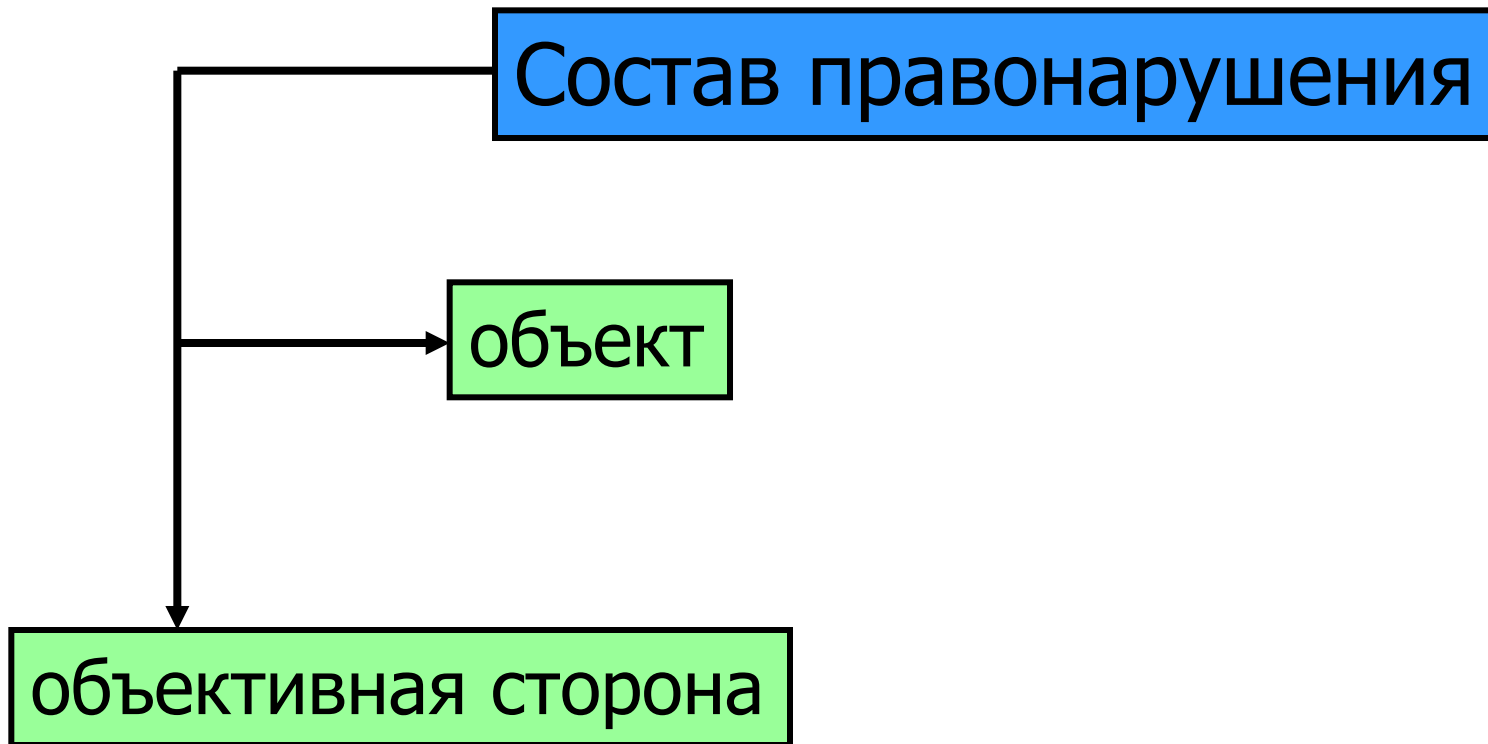 Состав правонарушения
объект
объективная сторона